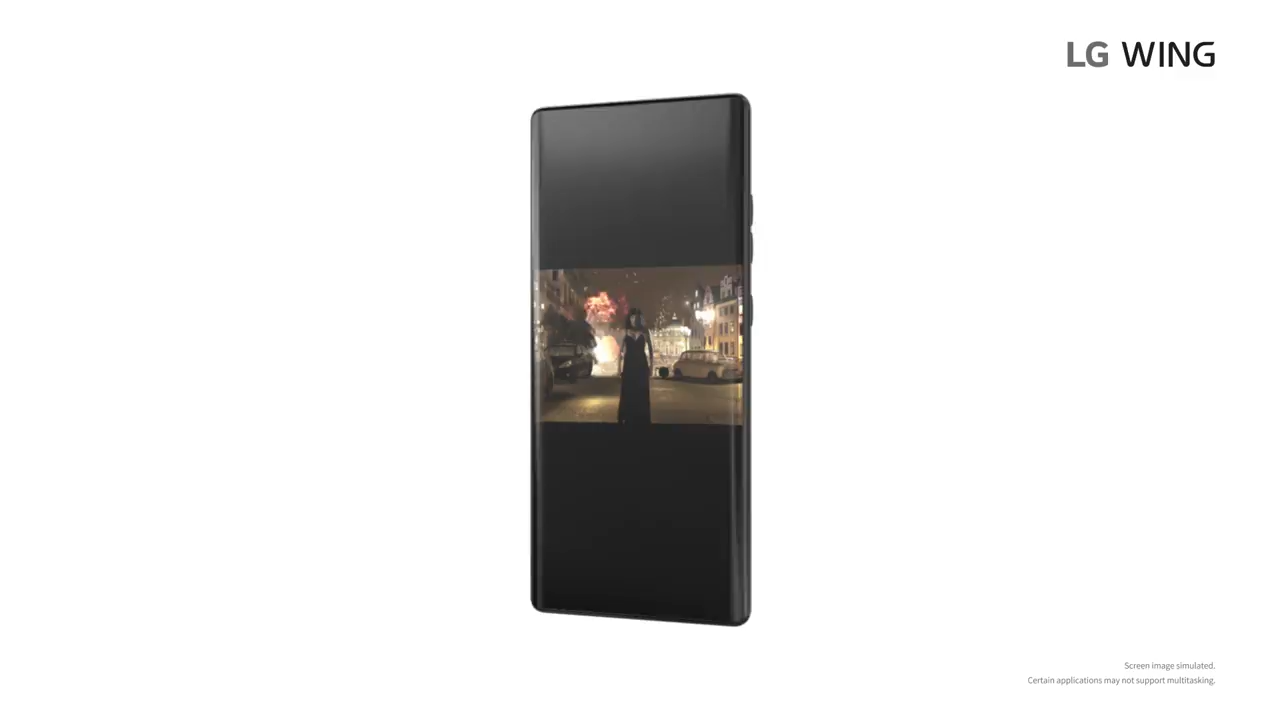 LG WING
Screen image simulated.
Certain applications may not support multitasking.